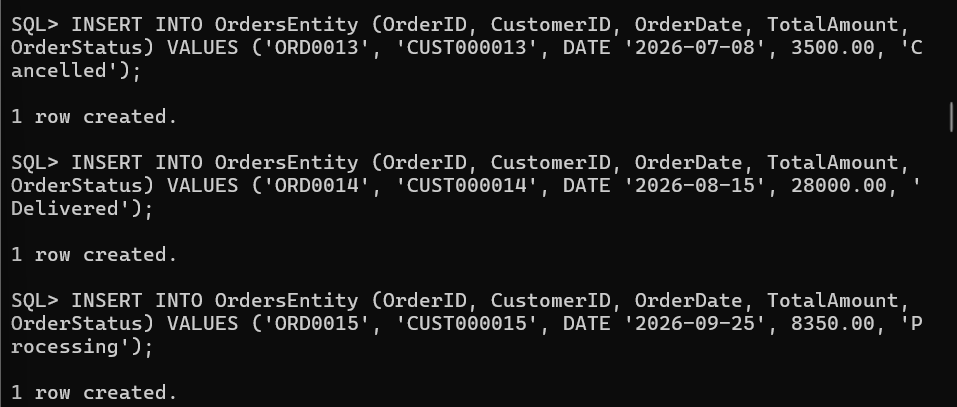 SQL> INSERT INTO OrdersEntity (OrderID, CustomerID, OrderDate, TotalAmount,
OrderStatus) VALUES ('ORD0013', 'CUST000013', DATE '2026-07-08', 3500.00, 'C
ancelled');
1 row created.
SQL> INSERT INTO OrdersEntity (OrderID, CustomerID, OrderDate, TotalAmount,
OrderStatus) VALUES ('ORD0014', 'CUST000014', DATE '2026-08-15', 28000.00, '
Delivered');
1 row created.
SQL> INSERT INTO OrdersEntity (OrderID, CustomerID, OrderDate, TotalAmount,
OrderStatus) VALUES ('ORD0015', 'CUST000015', DATE '2026-09-25', 8350.00, 'P
rocessing');
1 row created.